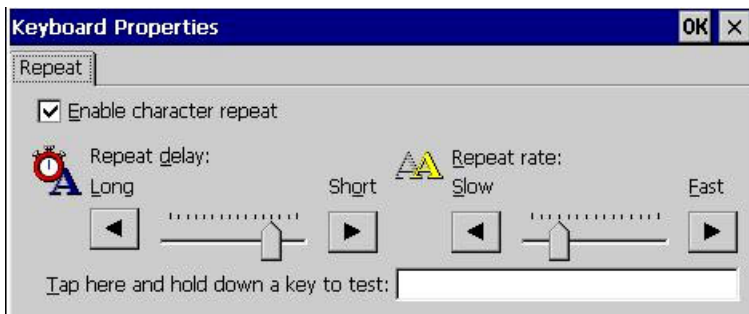 Keyboard Properties OK ×
Repeat
Enable character repeat
Repeat delay: Repeat rate:
Long Short Slow Fast
Tap here and hold down a key to test: